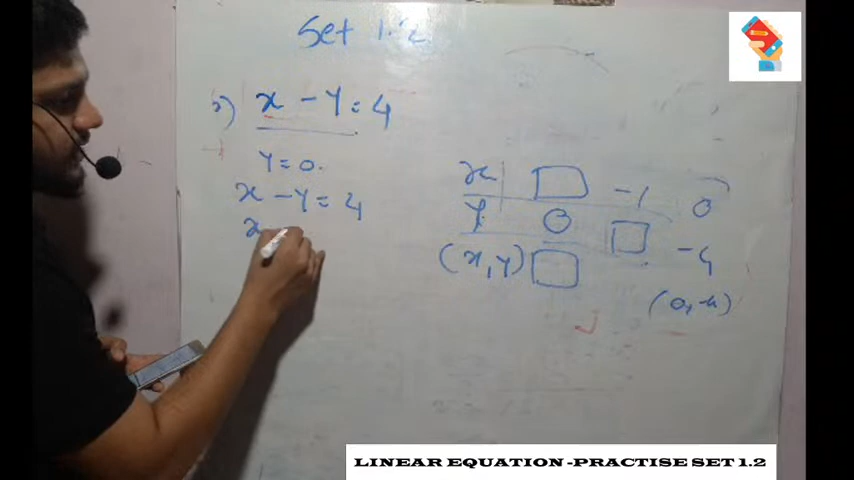 Set 1.2
x - y = 4
y = 0.
x - y = 4
x
x -1 0
y 0 -4
(x, y) (0, -4)
LINEAR EQUATION -PRACTISE SET 1.2